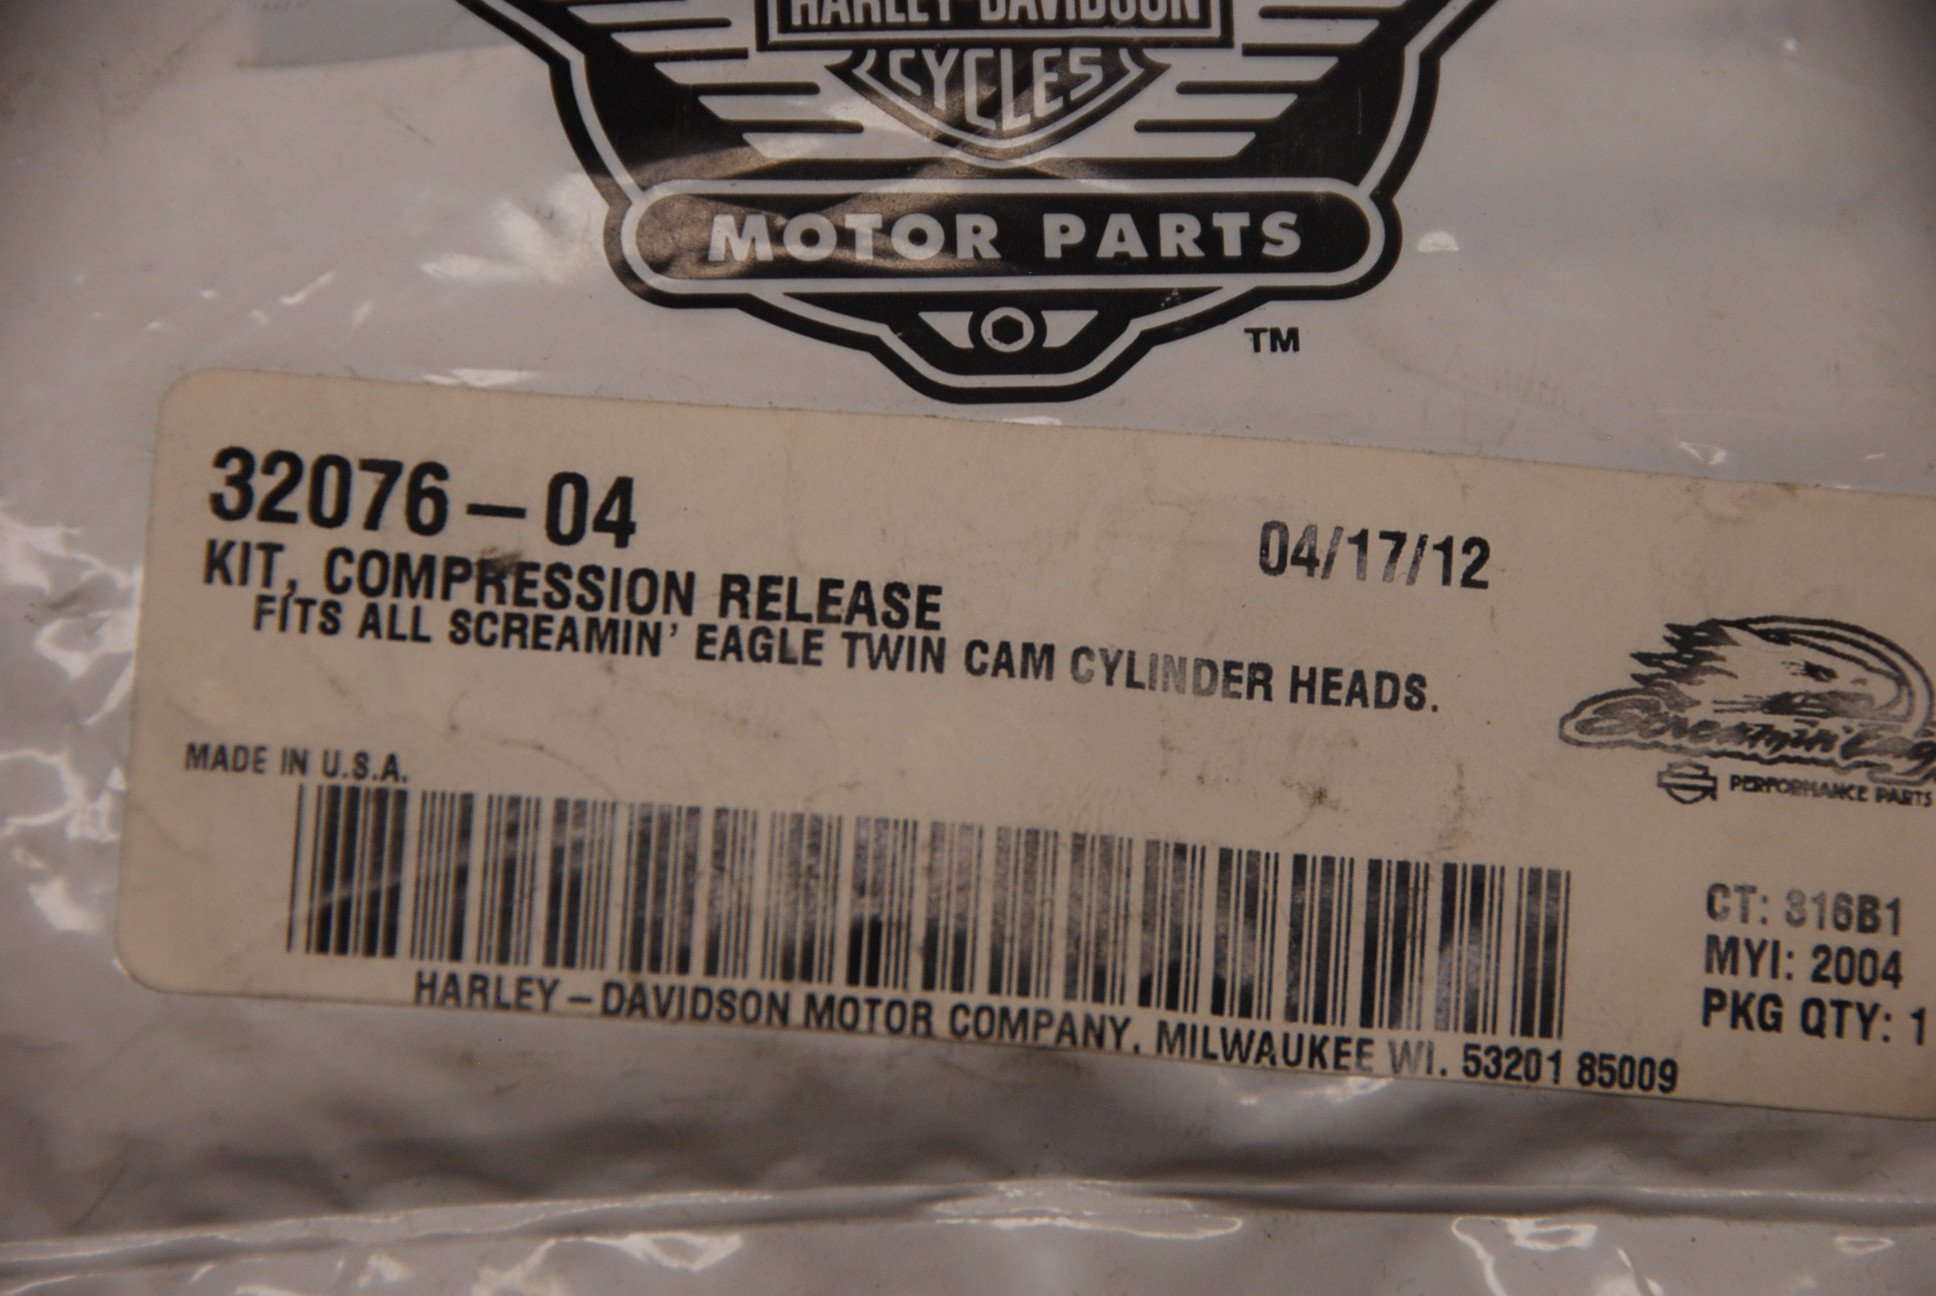 HARLEY-DAVIDSON
CYCLES
MOTOR PARTS
TM
32076-04
04/17/12
KIT, COMPRESSION RELEASE
FITS ALL SCREAMIN' EAGLE TWIN CAM CYLINDER HEADS.
Screamin' Eagle
PERFORMANCE PARTS
MADE IN U.S.A.
CT: 816B1
MYI: 2004
PKG QTY: 1
HARLEY-DAVIDSON MOTOR COMPANY, MILWAUKEE WI. 53201 85009